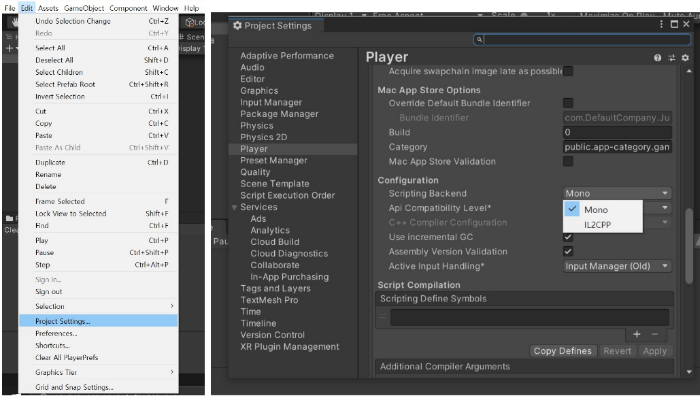 File Edit Assets GameObject Component Window Help
Undo Selection Change Ctrl+Z
Redo Ctrl+Y
Select All Ctrl+A
Deselect All Shift+D
Select Children Shift+C
Select Prefab Root Ctrl+Shift+R
Invert Selection Ctrl+I
Cut Ctrl+X
Copy Ctrl+C
Paste Ctrl+V
Paste As Child Ctrl+Shift+V
Duplicate Ctrl+D
Rename
Delete
Frame Selected F
Lock View to Selected Shift+F
Find Ctrl+F
Play Ctrl+P
Pause Ctrl+Shift+P
Step Ctrl+Alt+P
Sign in...
Sign out
Selection
Project Settings...
Preferences...
Shortcuts...
Clear All PlayerPrefs
Graphics Tier
Grid and Snap Settings...
Project Settings
Adaptive Performance
Audio
Editor
Graphics
Input Manager
Package Manager
Physics
Physics 2D
Player
Preset Manager
Quality
Scene Template
Script Execution Order
Services
Ads
Analytics
Cloud Build
Cloud Diagnostics
Collaborate
In-App Purchasing
Tags and Layers
TextMesh Pro
Time
Timeline
Version Control
XR Plugin Management
Player
Acquire swapchain image late as possible
Mac App Store Options
Override Default Bundle Identifier
Bundle Identifier com.DefaultCompany.Ju
Build 0
Category public.app-category.gan
Mac App Store Validation
Configuration
Scripting Backend Mono
Api Compatibility Level*
Mono
IL2CPP
C++ Compiler Configuration
Use incremental GC
Assembly Version Validation
Active Input Handling* Input Manager (Old)
Script Compilation
Scripting Define Symbols
Copy Defines Revert Apply
Additional Compiler Arguments